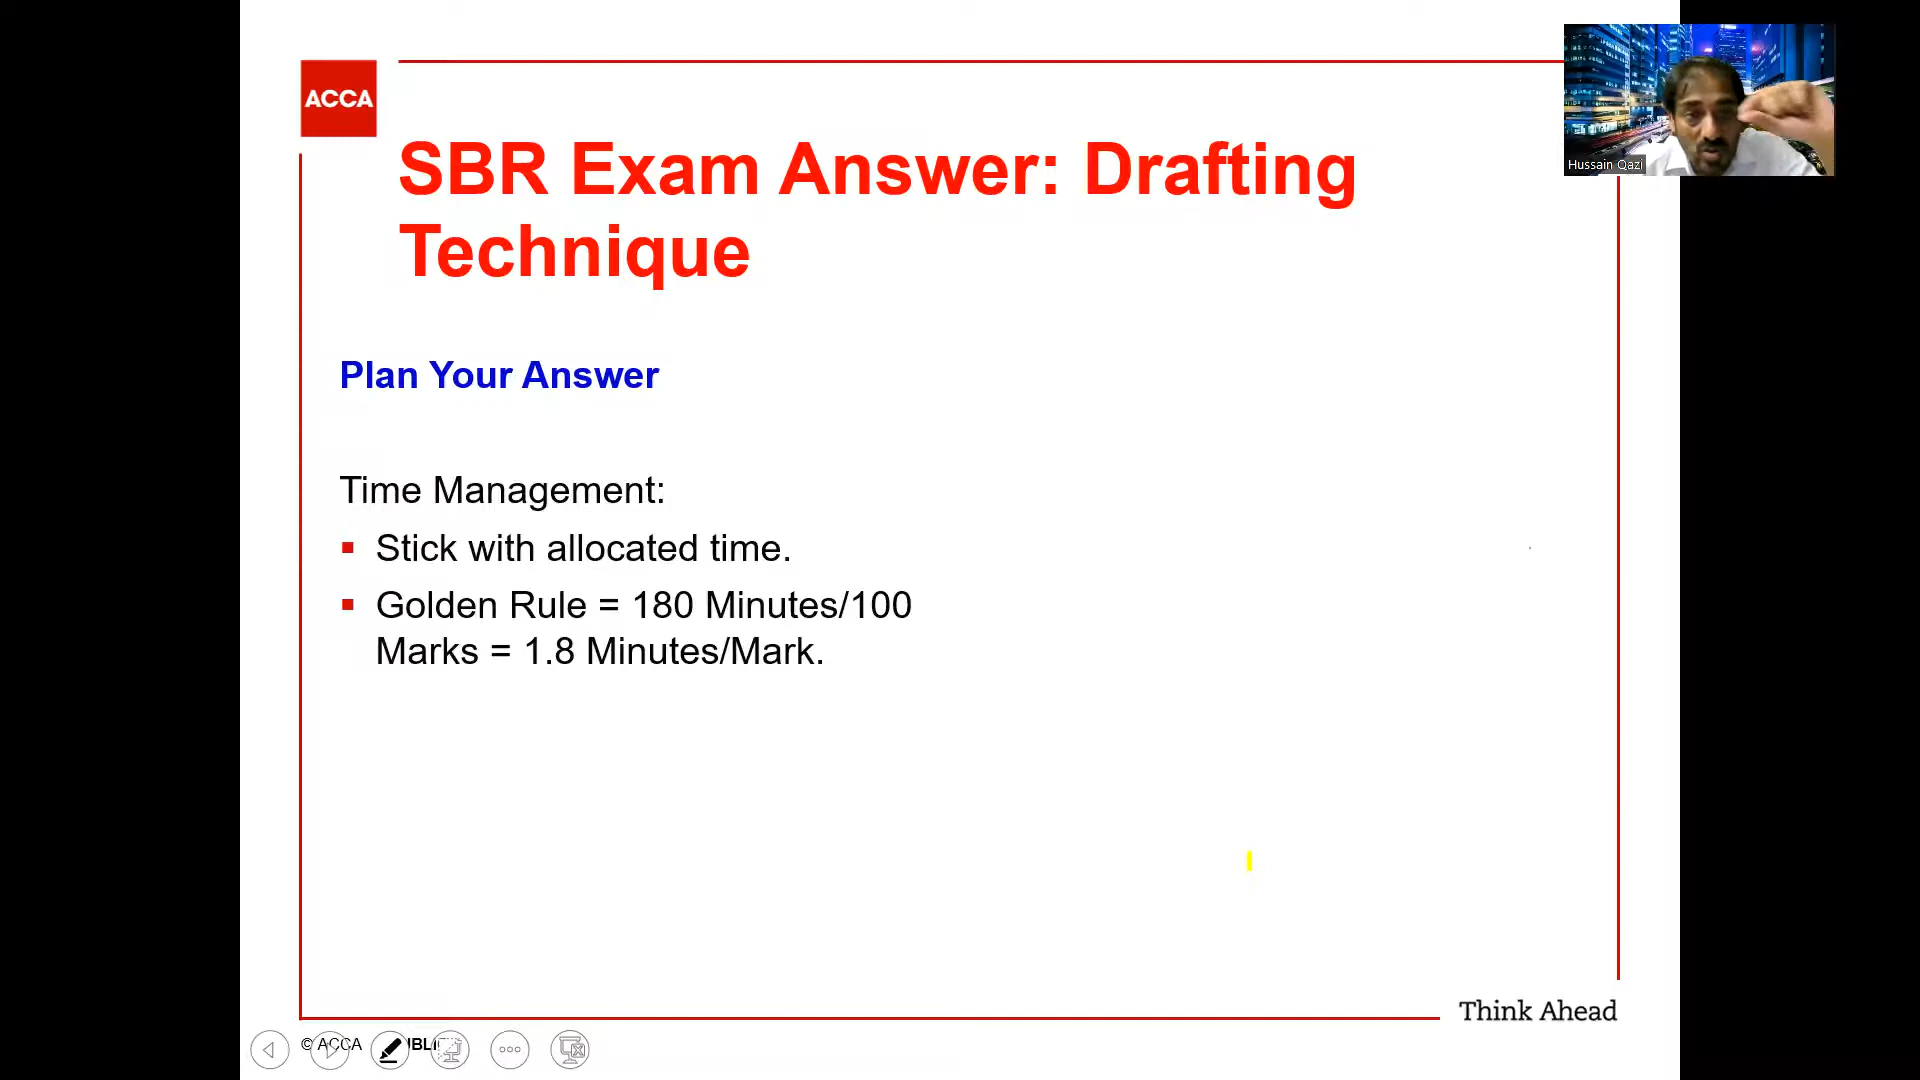 ACCA
SBR Exam Answer: Drafting
Technique
Hussain Qazi
Plan Your Answer
Time Management:
▪ Stick with allocated time.
▪ Golden Rule = 180 Minutes/100
Marks = 1.8 Minutes/Mark.
Think Ahead
© ACCA